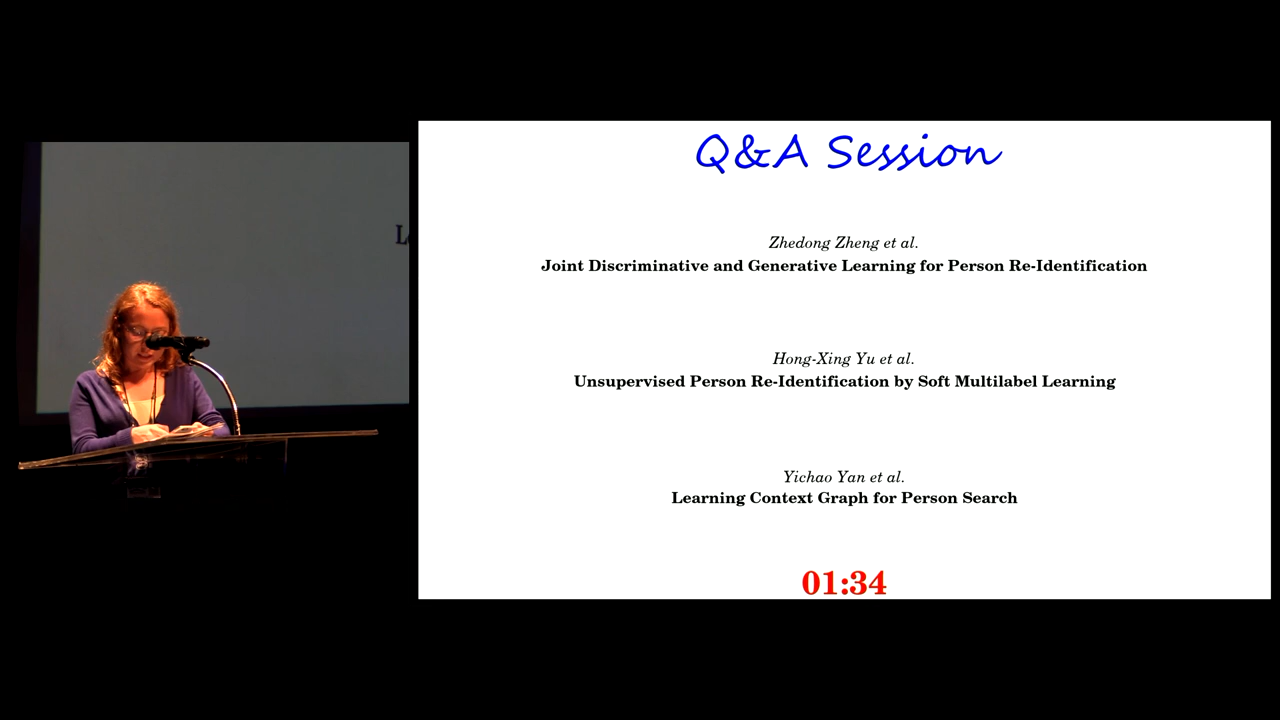 Q&A Session
Zhedong Zheng et al.
Joint Discriminative and Generative Learning for Person Re-Identification
Hong-Xing Yu et al.
Unsupervised Person Re-Identification by Soft Multilabel Learning
Yichao Yan et al.
Learning Context Graph for Person Search
01:34